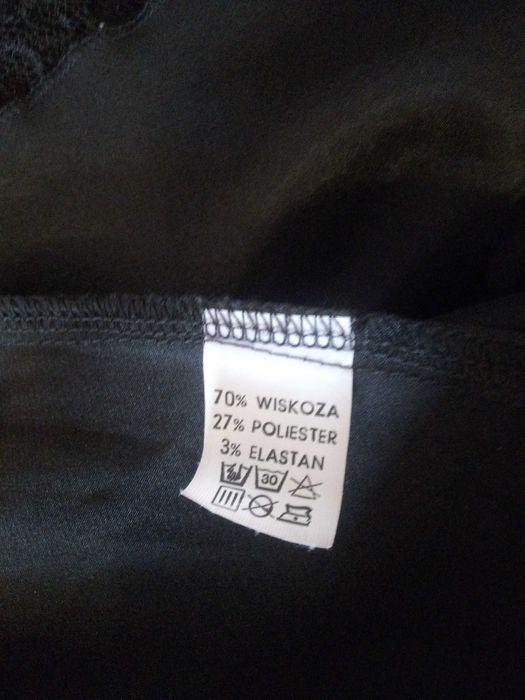 70% WISKOZA
27% POLIESTER
3% ELASTAN
30